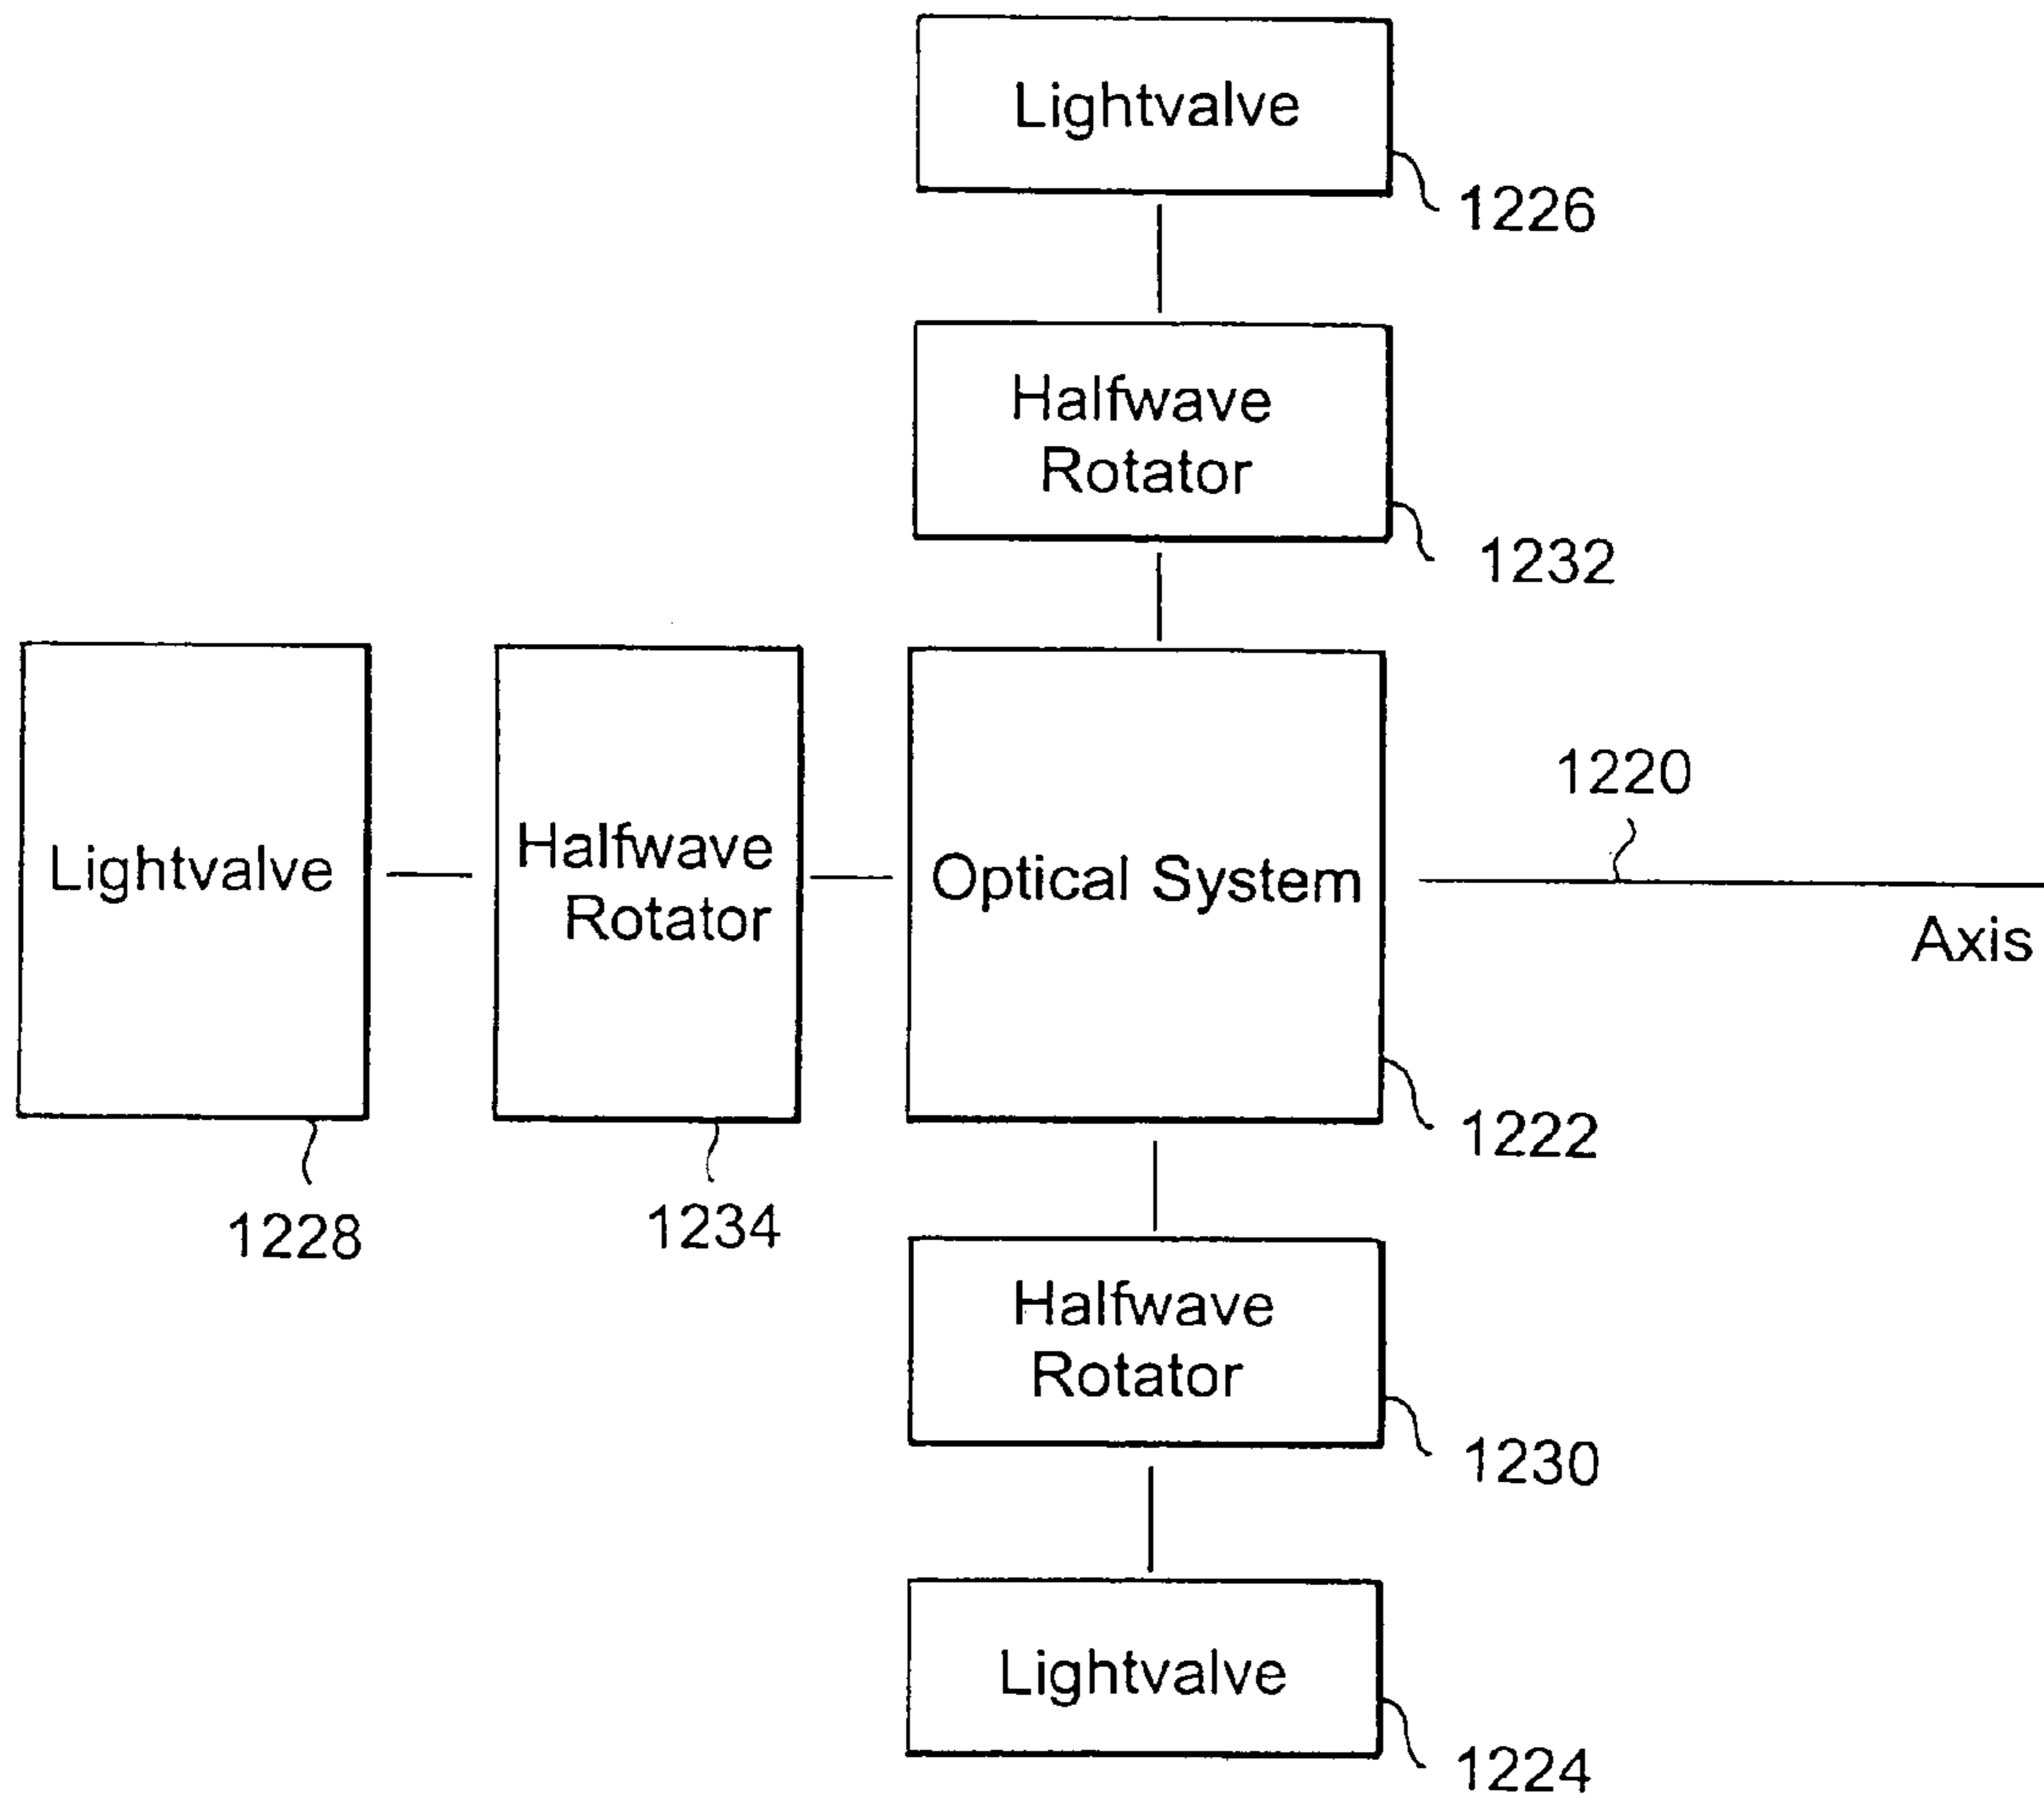 Lightvalve
1226
Halfwave
Rotator
1232
Lightvalve
1228
Halfwave
Rotator
1234
Optical System
1222
1220
Axis
Halfwave
Rotator
1230
Lightvalve
1224